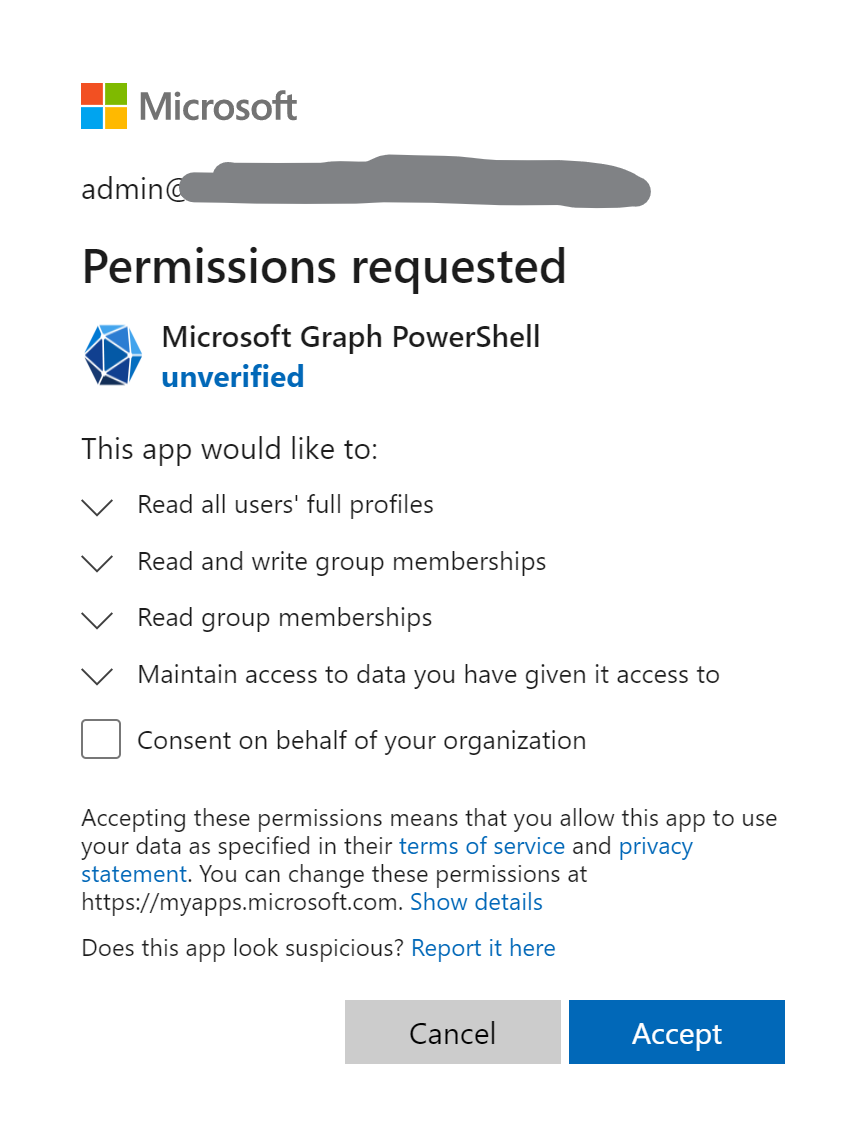 Microsoft
admin@
Permissions requested
Microsoft Graph PowerShell
unverified
This app would like to:
Read all users' full profiles
Read and write group memberships
Read group memberships
Maintain access to data you have given it access to
Consent on behalf of your organization
Accepting these permissions means that you allow this app to use
your data as specified in their terms of service and privacy
statement. You can change these permissions at
https://myapps.microsoft.com. Show details
Does this app look suspicious? Report it here
Cancel
Accept